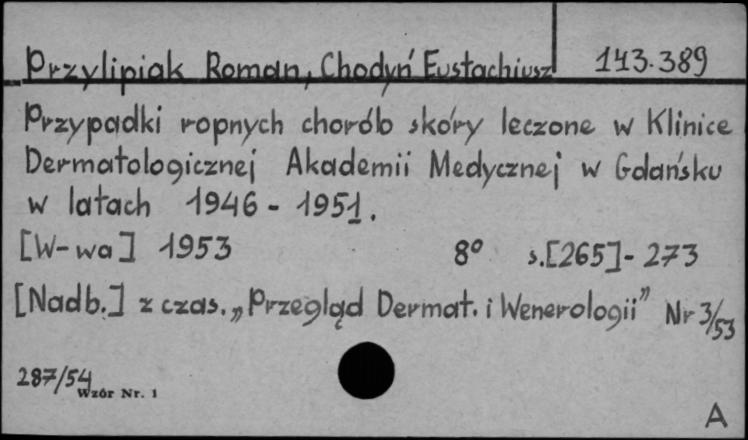 Przylipiak Roman, Chodyń Eustachiusz 143.389
Przypadki ropnych chorób skóry leczone w Klinice
Dermatologicznej Akademii Medycznej w Gdańsku
w latach 1946 - 1951.
[W-wa] 1953 8° s.[265]-273
[Nadb.] z czas. „Przegląd Dermat. i Wenerologii" Nr 3/53
287/54
Wzór Nr. 1
A